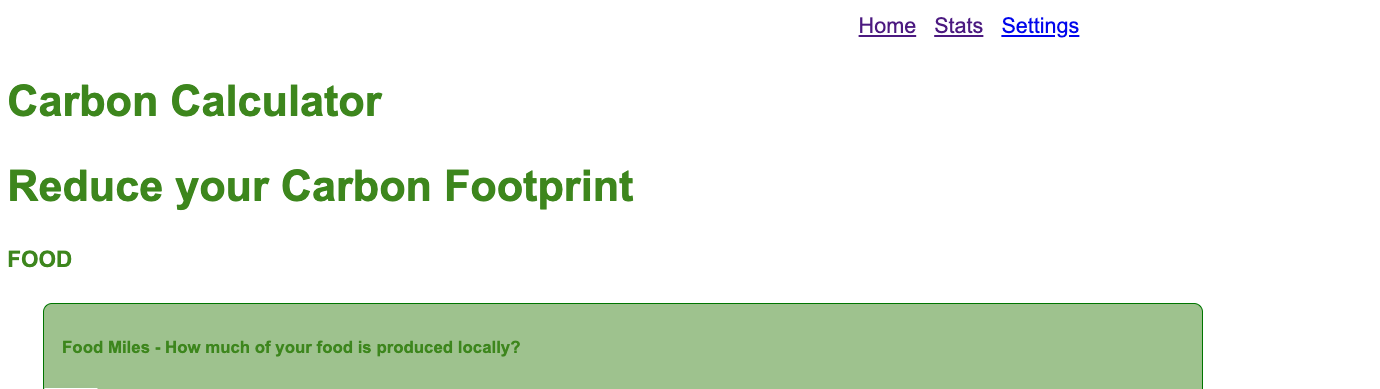 Home Stats Settings
Carbon Calculator
Reduce your Carbon Footprint
FOOD
Food Miles - How much of your food is produced locally?